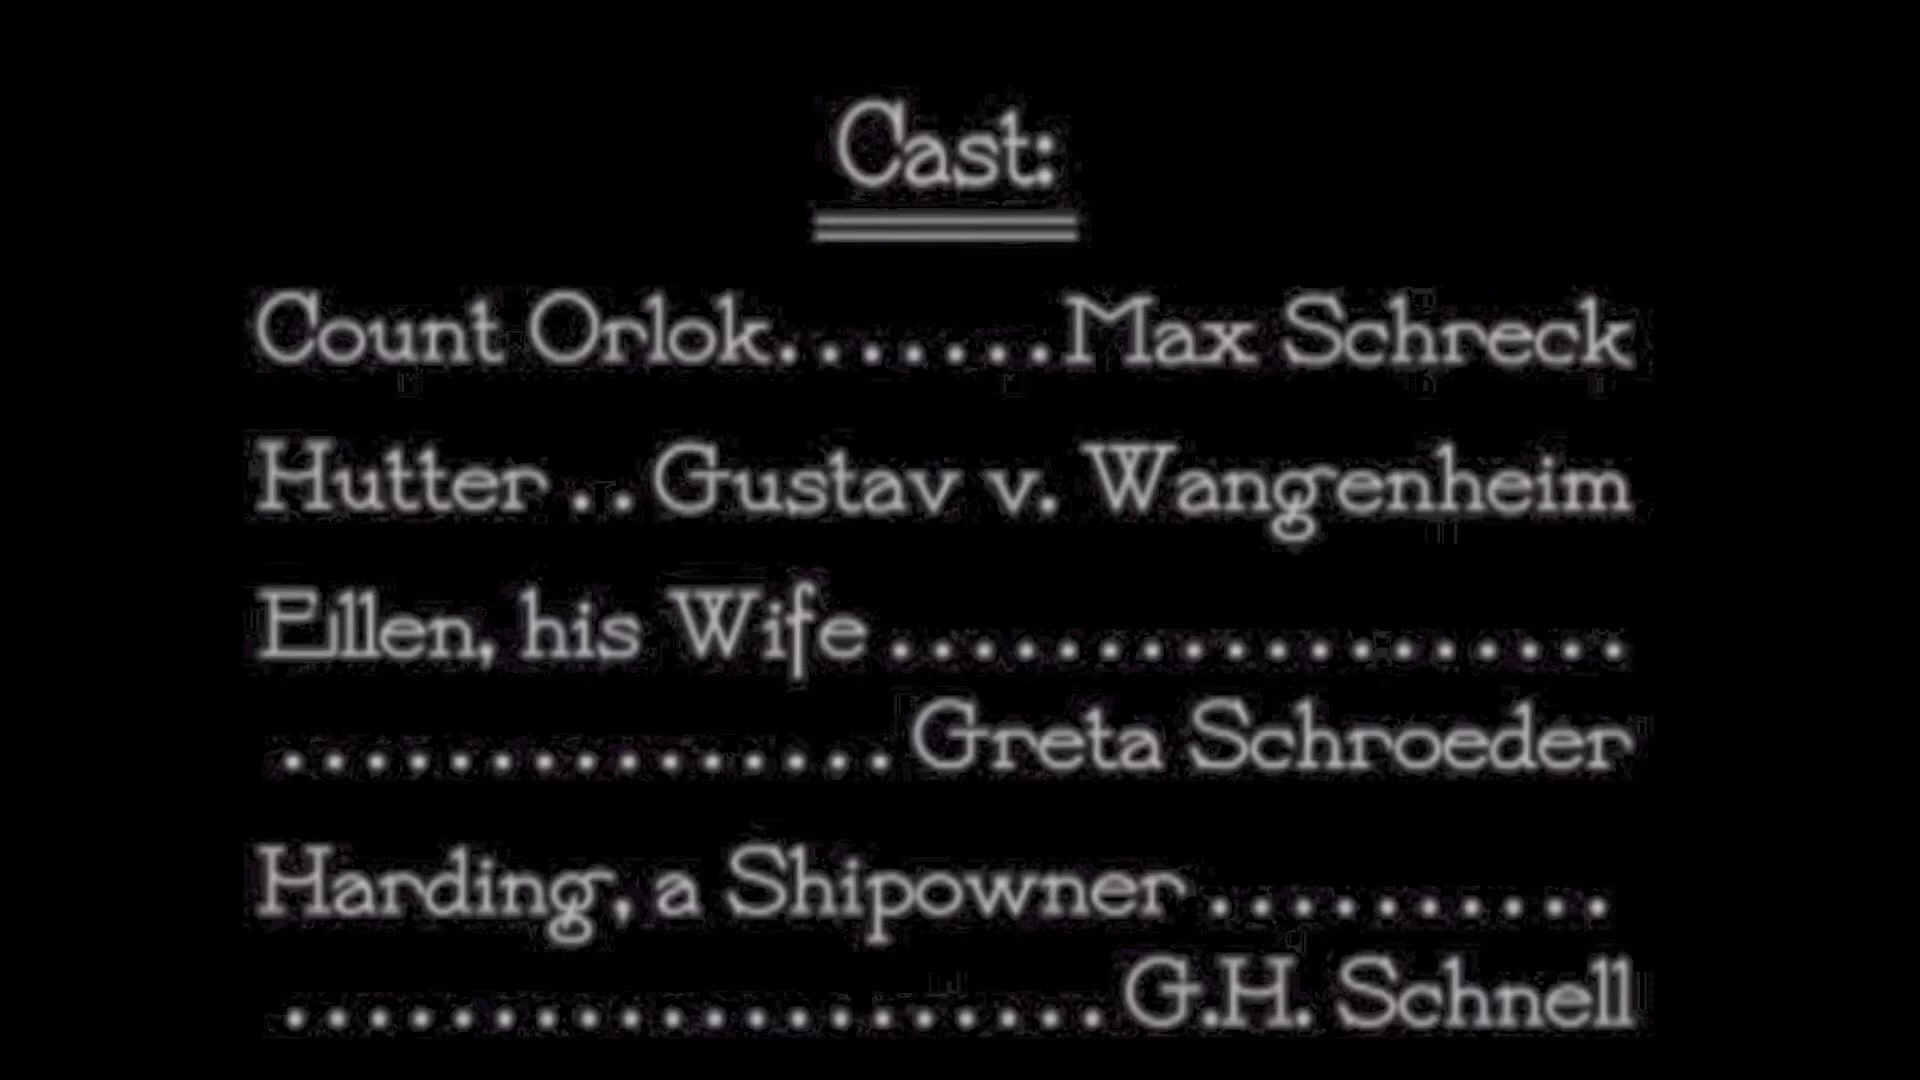 Cast:
Count Orlok.......Max Schreck
Hutter..Gustav v. Wangenheim
Ellen, his Wife..................
...............Greta Schroeder
Harding, a Shipowner..........
....................G.H. Schnell